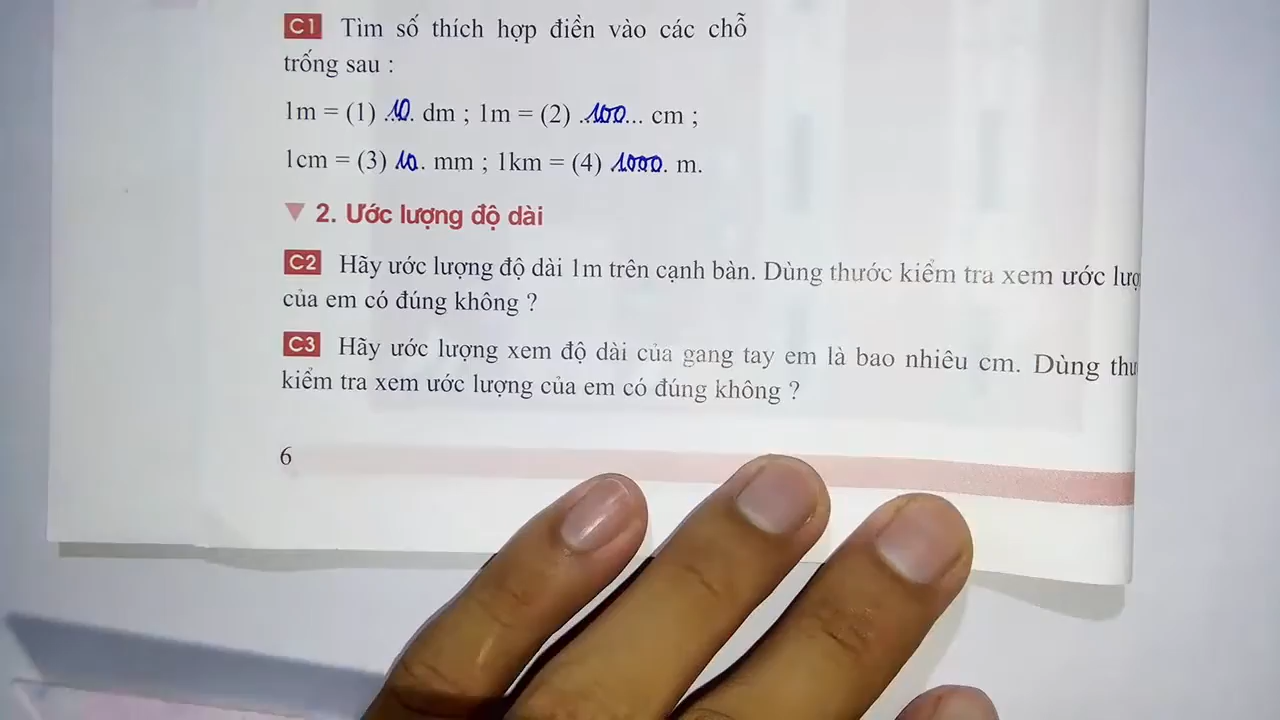 C1 Tìm số thích hợp điền vào các chỗ
trống sau :
1m = (1) .10. dm ; 1m = (2) .100... cm ;
1cm = (3) 10. mm ; 1km = (4) 1000. m.
▼ 2. Ước lượng độ dài
C2 Hãy ước lượng độ dài 1m trên cạnh bàn. Dùng thước kiểm tra xem ước
của em có đúng không ?
C3 Hãy ước lượng xem độ dài của gang tay em là bao nhiêu cm. Dùng
kiểm tra xem ước lượng của em có đúng không ?
6